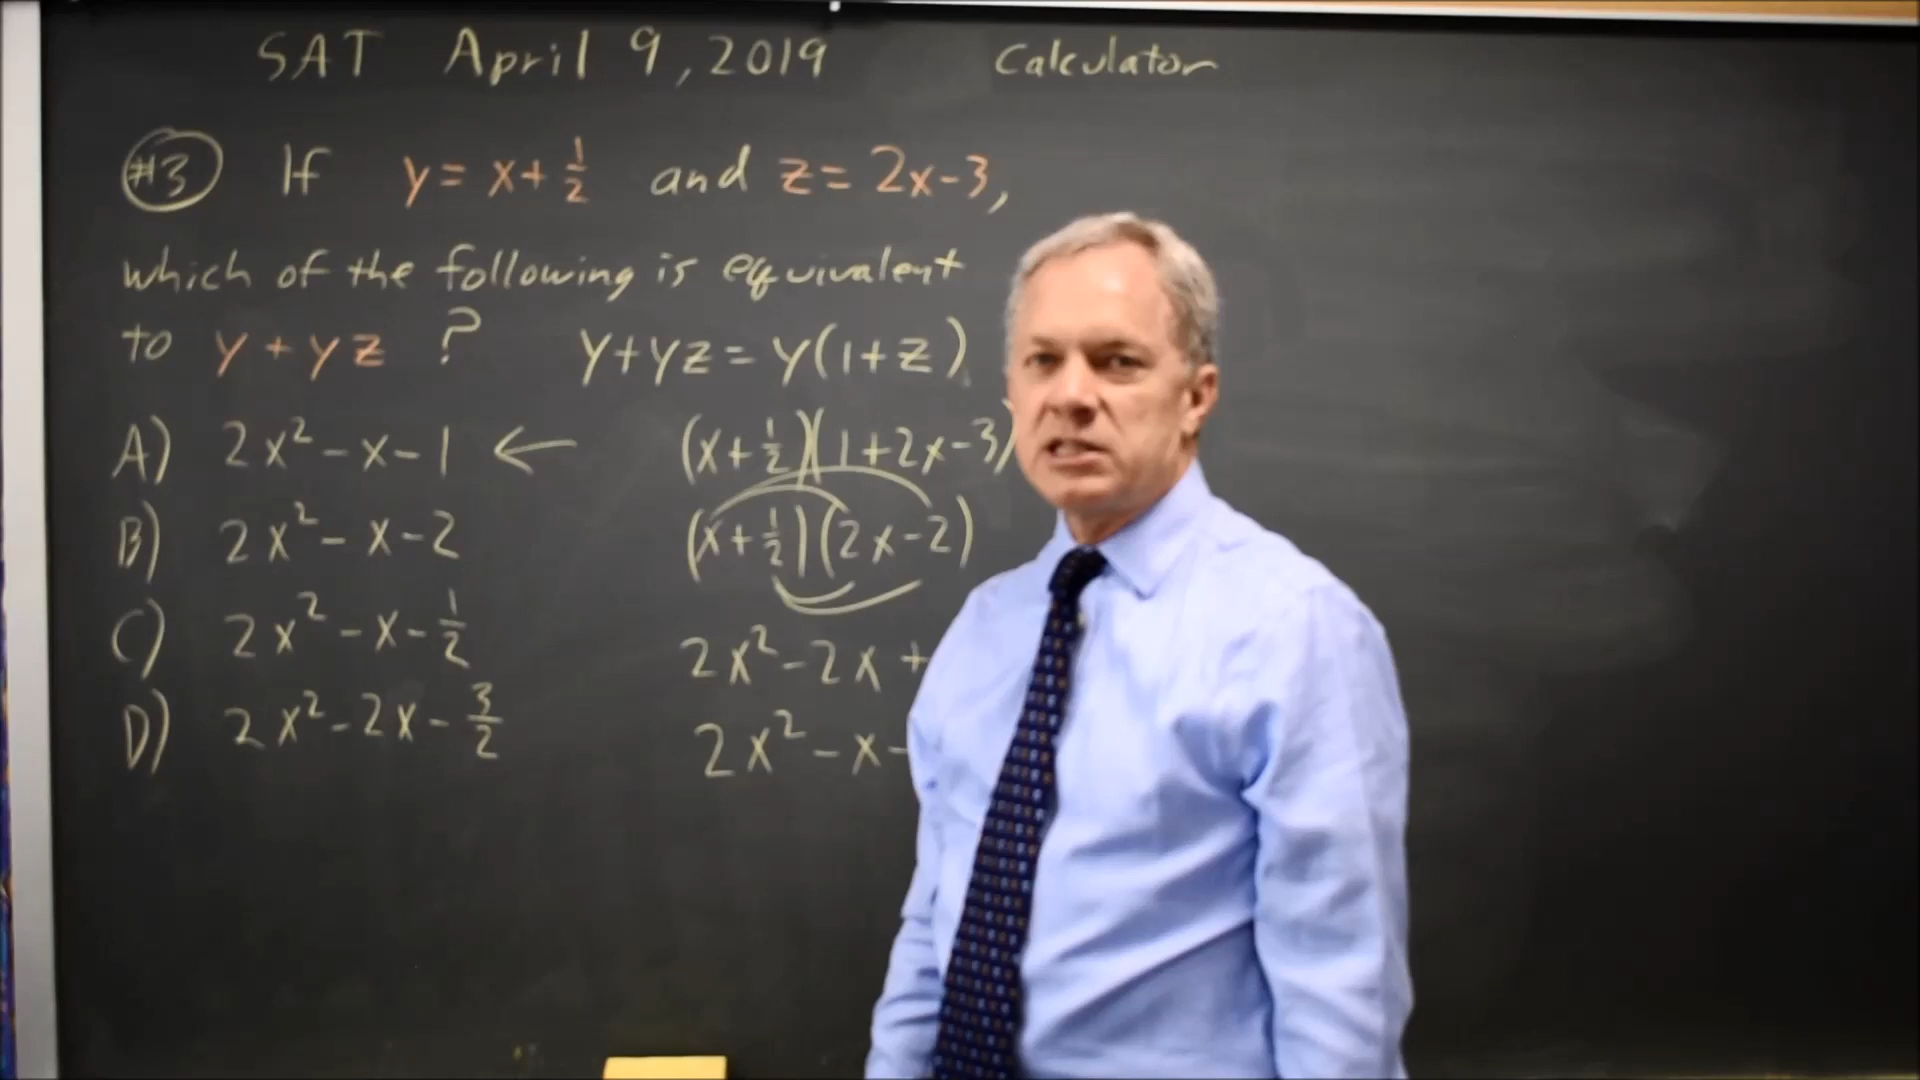 SAT April 9, 2019 Calculator
#3 If y = x + 1/2 and z = 2x - 3,
which of the following is equivalent
to y + yz ? y + yz = y(1 + z)
A) 2x² - x - 1 ← (x + 1/2)(1 + 2x - 3)
B) 2x² - x - 2 (x + 1/2)(2x - 2)
C) 2x² - x - 1/2 2x² - 2x +
D) 2x² - 2x - 3/2 2x² - x -